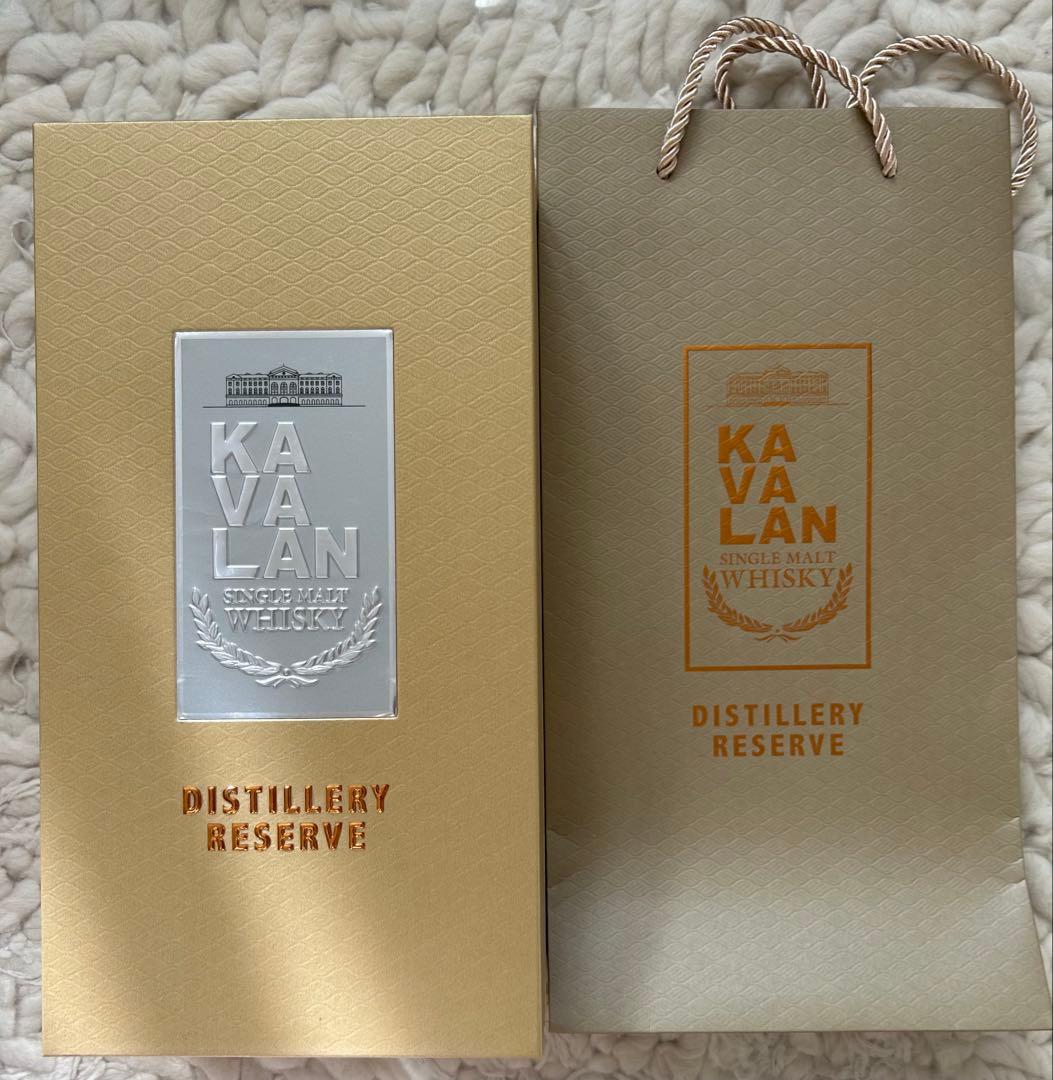 KA
VA
LAN
SINGLE MALT
WHISKY
DISTILLERY
RESERVE
KA
VA
LAN
SINGLE MALT
WHISKY
DISTILLERY
RESERVE